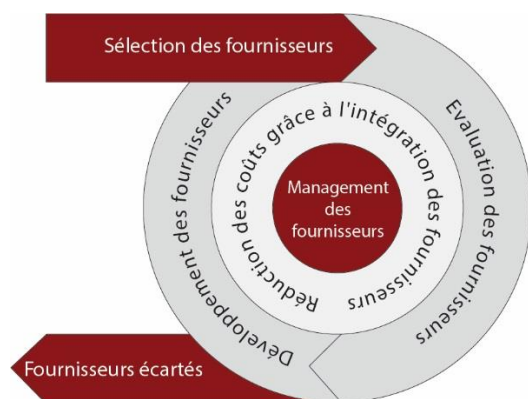 Sélection des fournisseurs
Evaluation des fournisseurs
Développement des fournisseurs
Réduction des coûts grâce à l'intégration des fournisseurs
Management
des
fournisseurs
Fournisseurs écartés